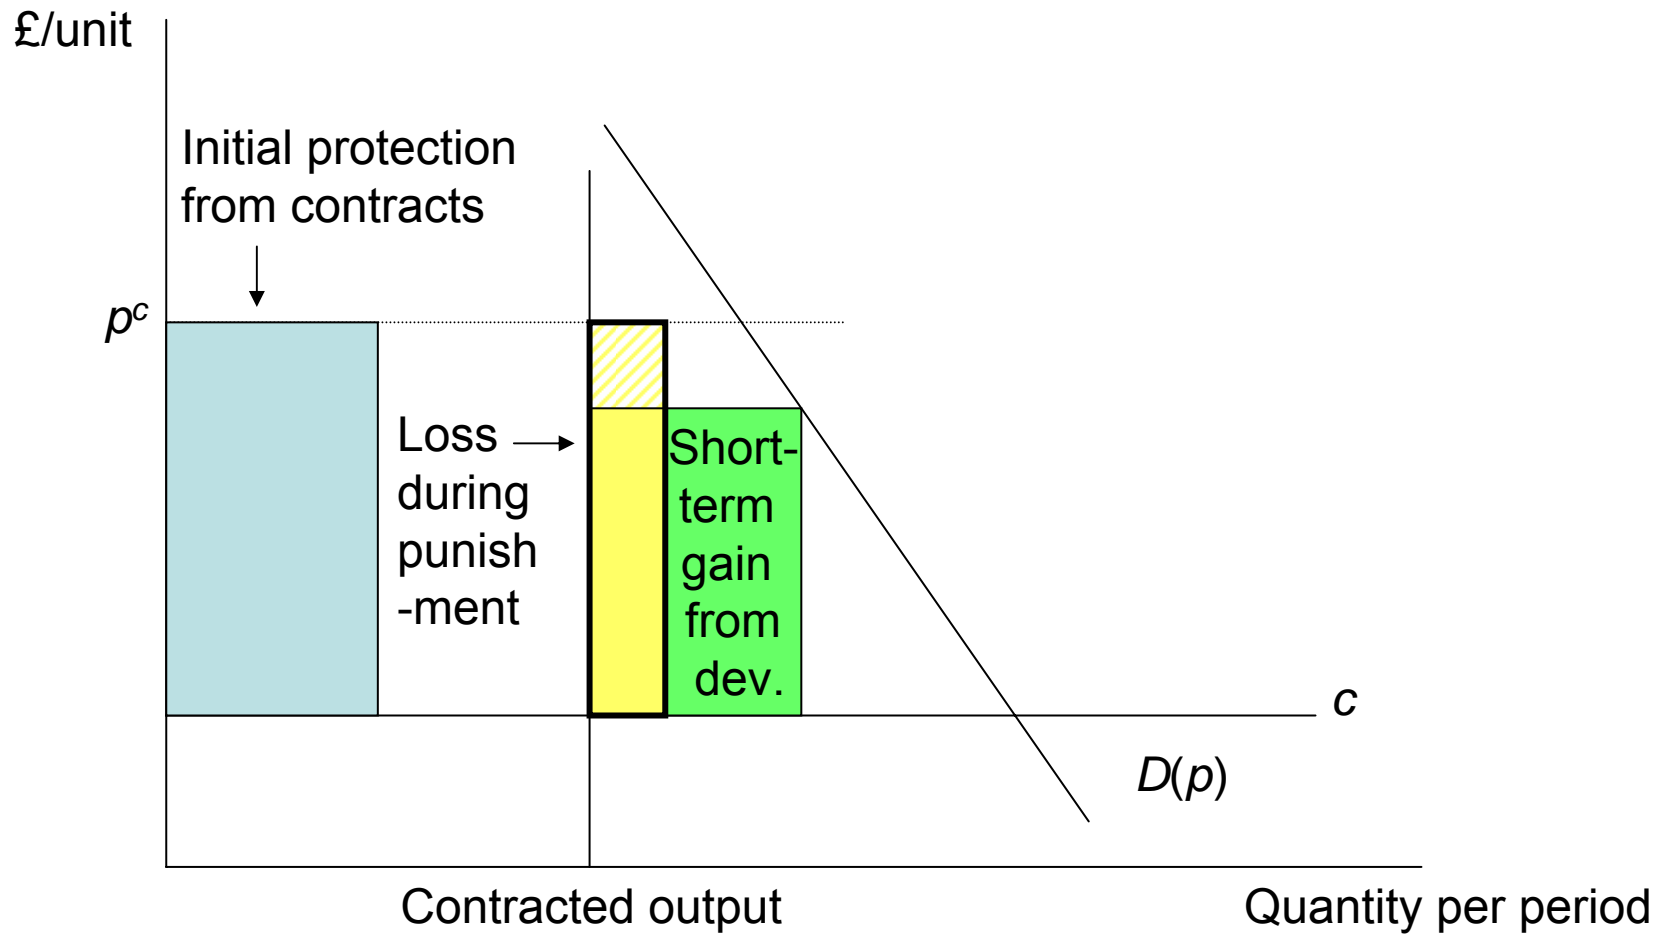 £/unit
Initial protection
from contracts
pᶜ
Loss
during
punish
-ment
Short-
term
gain
from
dev.
c
D(p)
Contracted output
Quantity per period